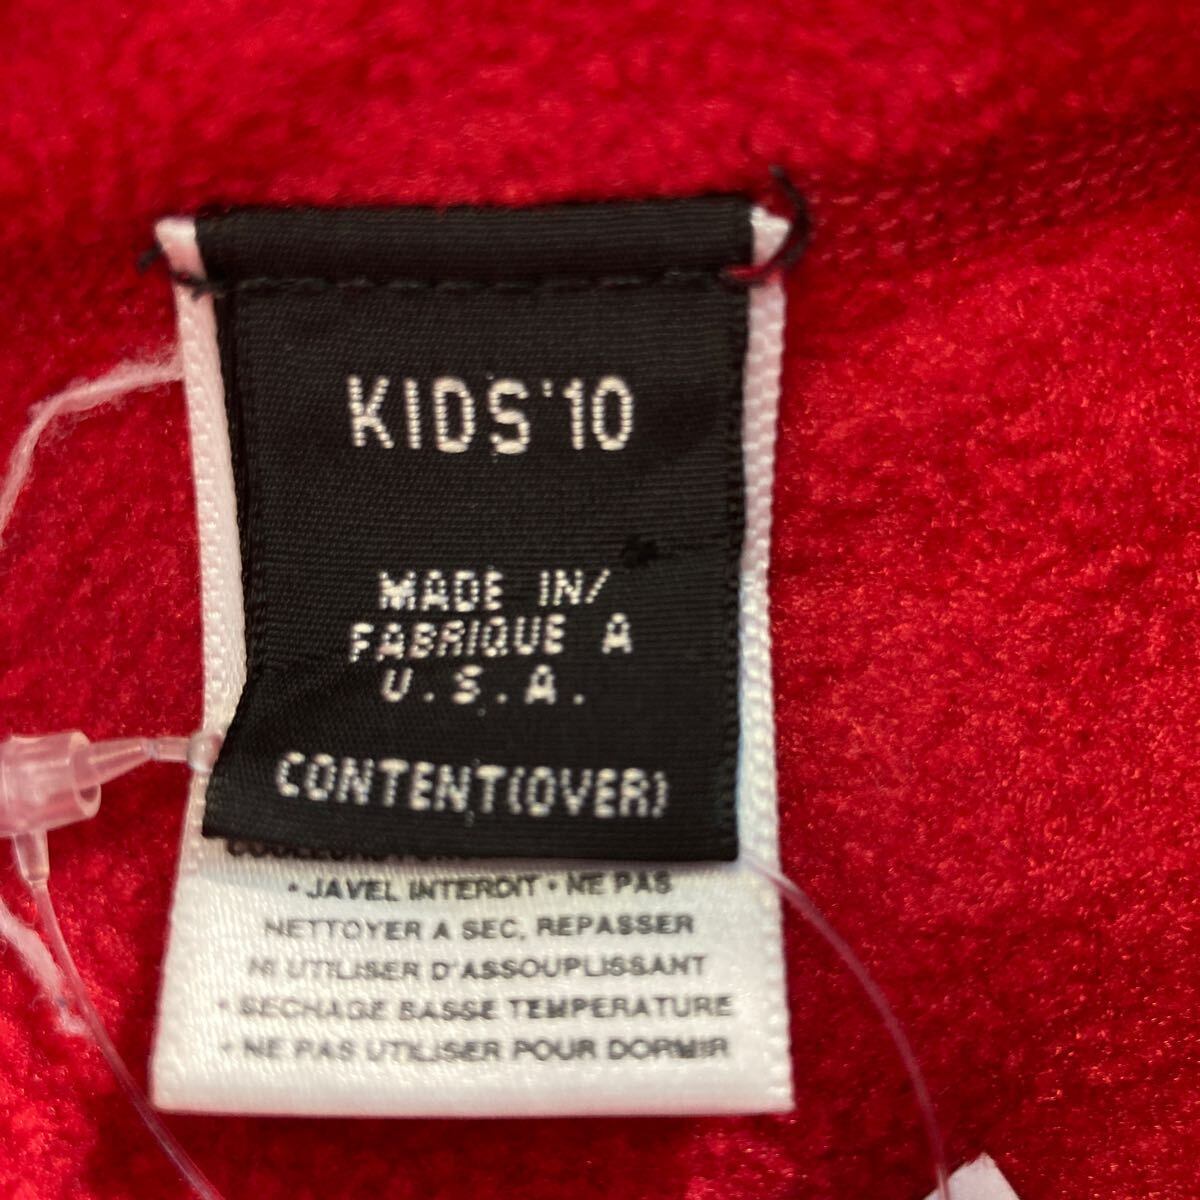 KIDS'10
MADE IN/
FABRIQUE A
U.S.A.
CONTENT(OVER)
• JAVEL INTERDIT • NE PAS
NETTOYER A SEC, REPASSER
NI UTILISER D'ASSOUPLISSANT
• SECHAGE BASSE TEMPERATURE
• NE PAS UTILISER POUR DORMIR